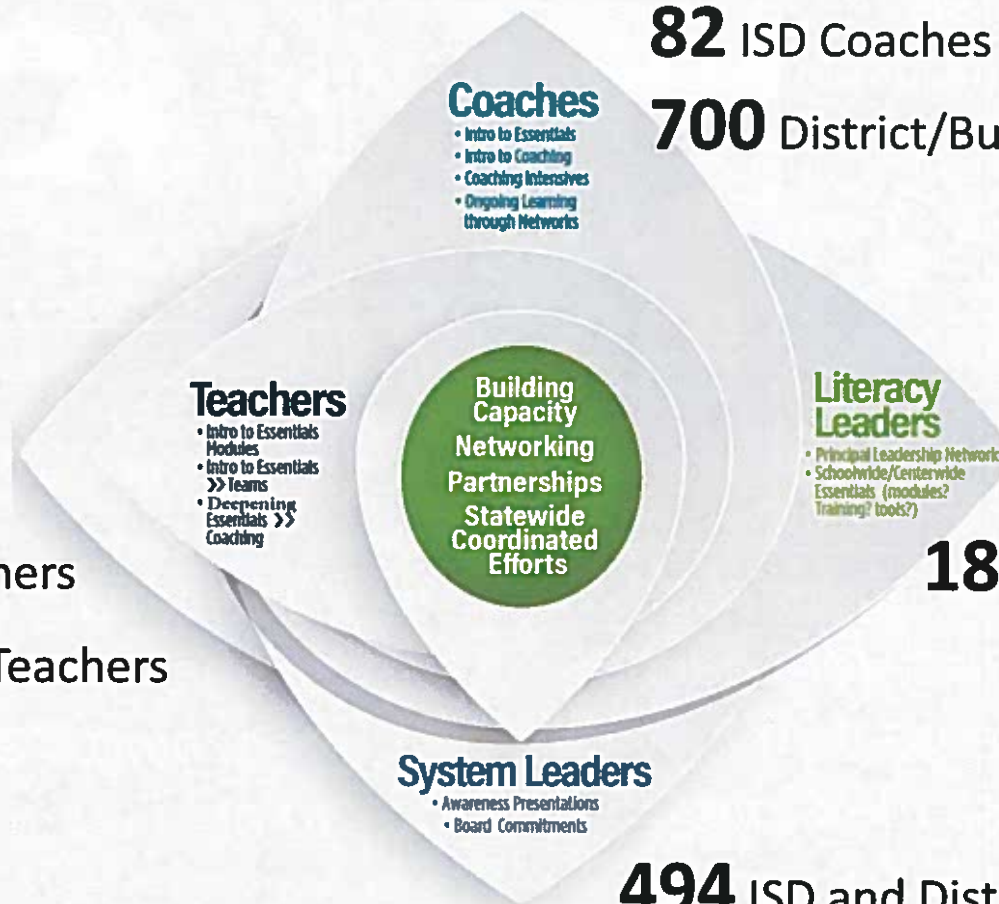 82 ISD Coaches
700 District/Bu
Coaches
• Intro to Essentials
• Intro to Coaching
• Coaching Intensives
• Ongoing Learning
through Networks
Teachers
• Intro to Essentials
Modules
• Intro to Essentials
>> Teams
• Deepening
Essentials >>
Coaching
Building
Capacity
Networking
Partnerships
Statewide
Coordinated
Efforts
Literacy
Leaders
• Principal Leadership Network
• Schoolwide/Centerwide
Essentials (modules?
Training? tools?)
18
hers
Teachers
System Leaders
• Awareness Presentations
• Board Commitments
494 ISD and Dist